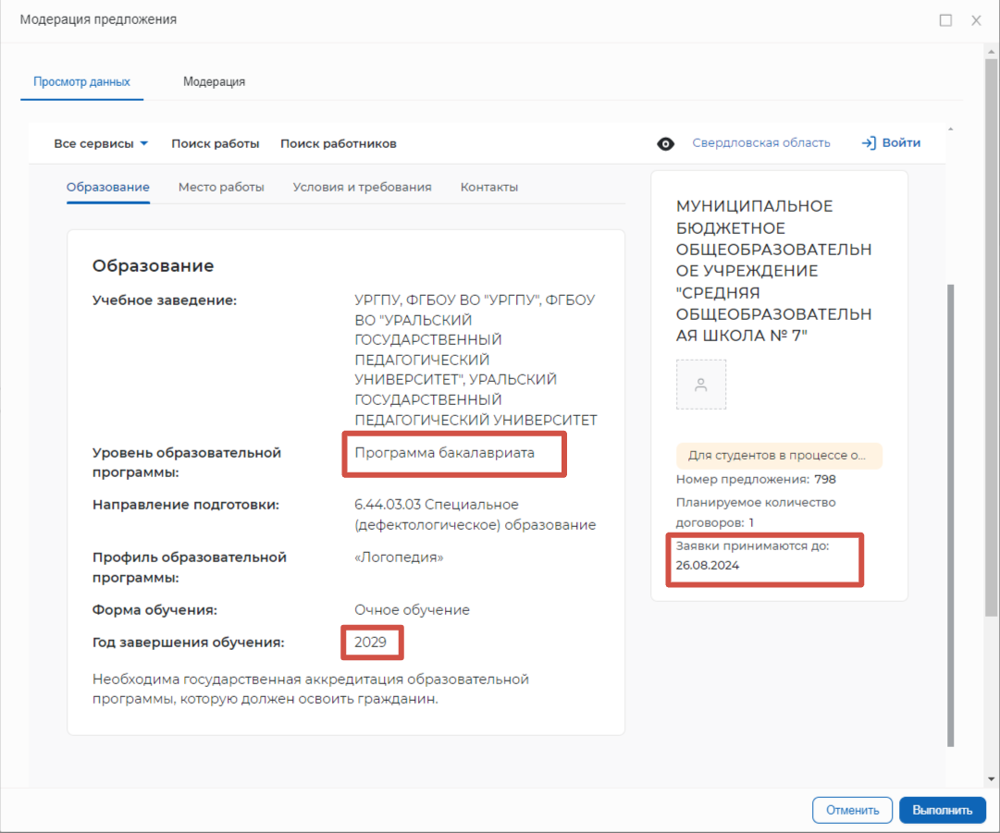 Модерация предложения
Просмотр данных
Модерация
Все сервисы
Поиск работы
Поиск работников
Свердловская область
Войти
Образование
Место работы
Условия и требования
Контакты
Образование
Учебное заведение:
УРГПУ, ФГБОУ ВО "УРГПУ", ФГБОУ
ВО "УРАЛЬСКИЙ
ГОСУДАРСТВЕННЫЙ
ПЕДАГОГИЧЕСКИЙ
УНИВЕРСИТЕТ", УРАЛЬСКИЙ
ГОСУДАРСТВЕННЫЙ
ПЕДАГОГИЧЕСКИЙ УНИВЕРСИТЕТ
Уровень образовательной
программы:
Программа бакалавриата
Направление подготовки:
6.44.03.03 Специальное
(дефектологическое) образование
Профиль образовательной
программы:
«Логопедия»
Форма обучения:
Очное обучение
Год завершения обучения:
2029
Необходима государственная аккредитация образовательной
программы, которую должен освоить гражданин.
МУНИЦИПАЛЬНОЕ
БЮДЖЕТНОЕ
ОБЩЕОБРАЗОВАТЕЛЬН
ОЕ УЧРЕЖДЕНИЕ
"СРЕДНЯЯ
ОБЩЕОБРАЗОВАТЕЛЬН
АЯ ШКОЛА № 7"
Для студентов в процессе о...
Номер предложения: 798
Планируемое количество
договоров: 1
Заявки принимаются до:
26.08.2024
Отменить
Выполнить